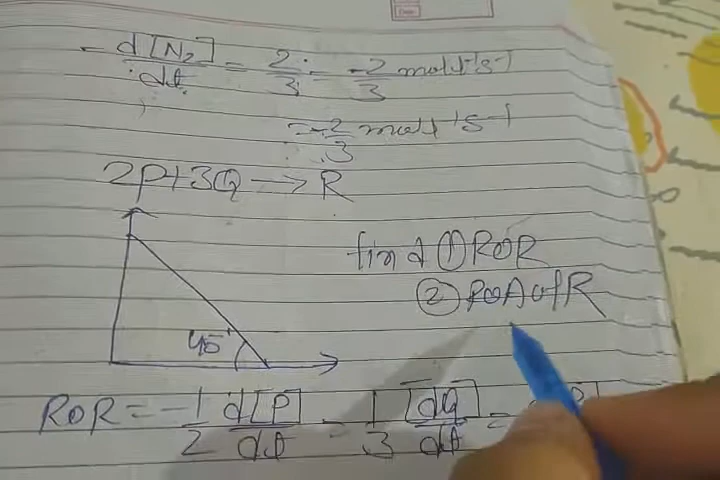 - d[N2]/dt = 2/3 = -2/3 mol L-1 s-1
= -2/3 mol L-1 s-1
2P+3Q → R
find ① ROR
② ROA of R
45°
ROR = -1/2 d[P]/dt = 1/3 [dQ]/dt =